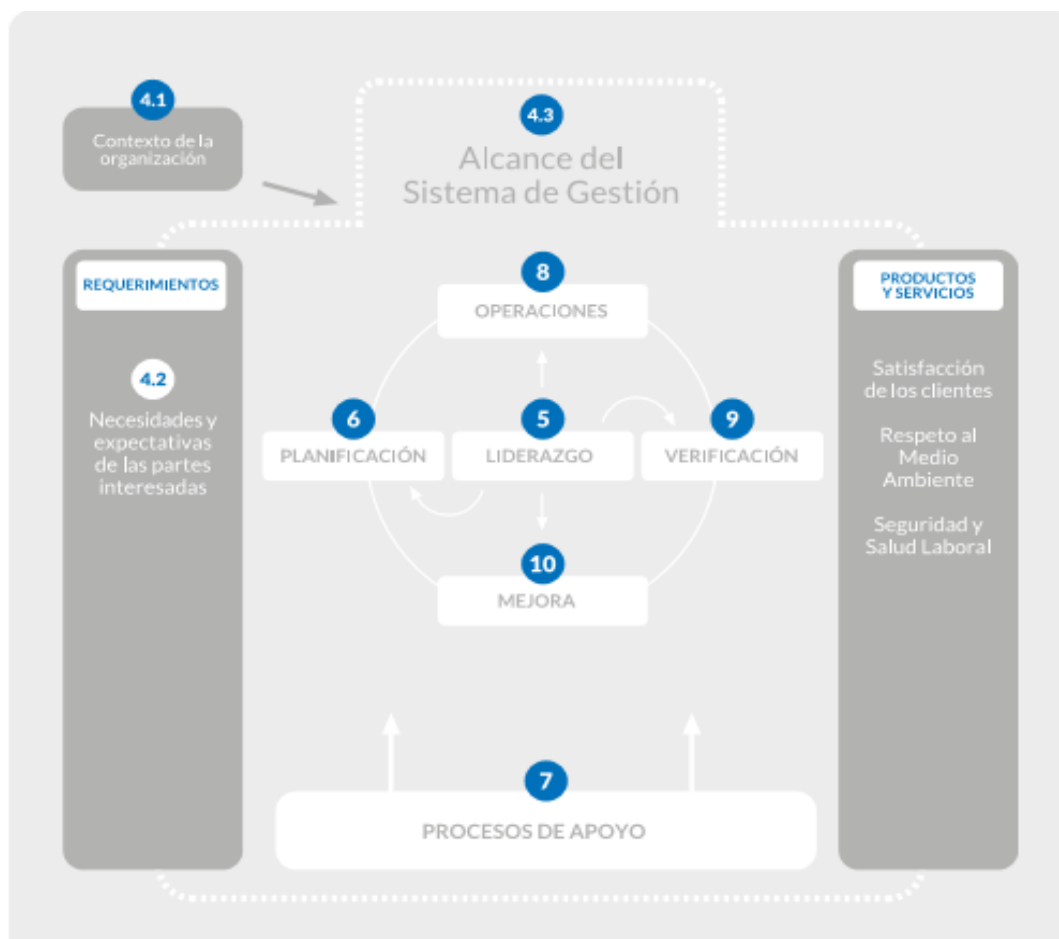 4.1
Contexto de la
organización
4.3
Alcance del
Sistema de Gestión
REQUERIMIENTOS
4.2
Necesidades y
expectativas
de las partes
interesadas
8
OPERACIONES
6
PLANIFICACIÓN
5
LIDERAZGO
9
VERIFICACIÓN
10
MEJORA
7
PROCESOS DE APOYO
PRODUCTOS
Y SERVICIOS
Satisfacción
de los clientes
Respeto al
Medio
Ambiente
Seguridad y
Salud Laboral